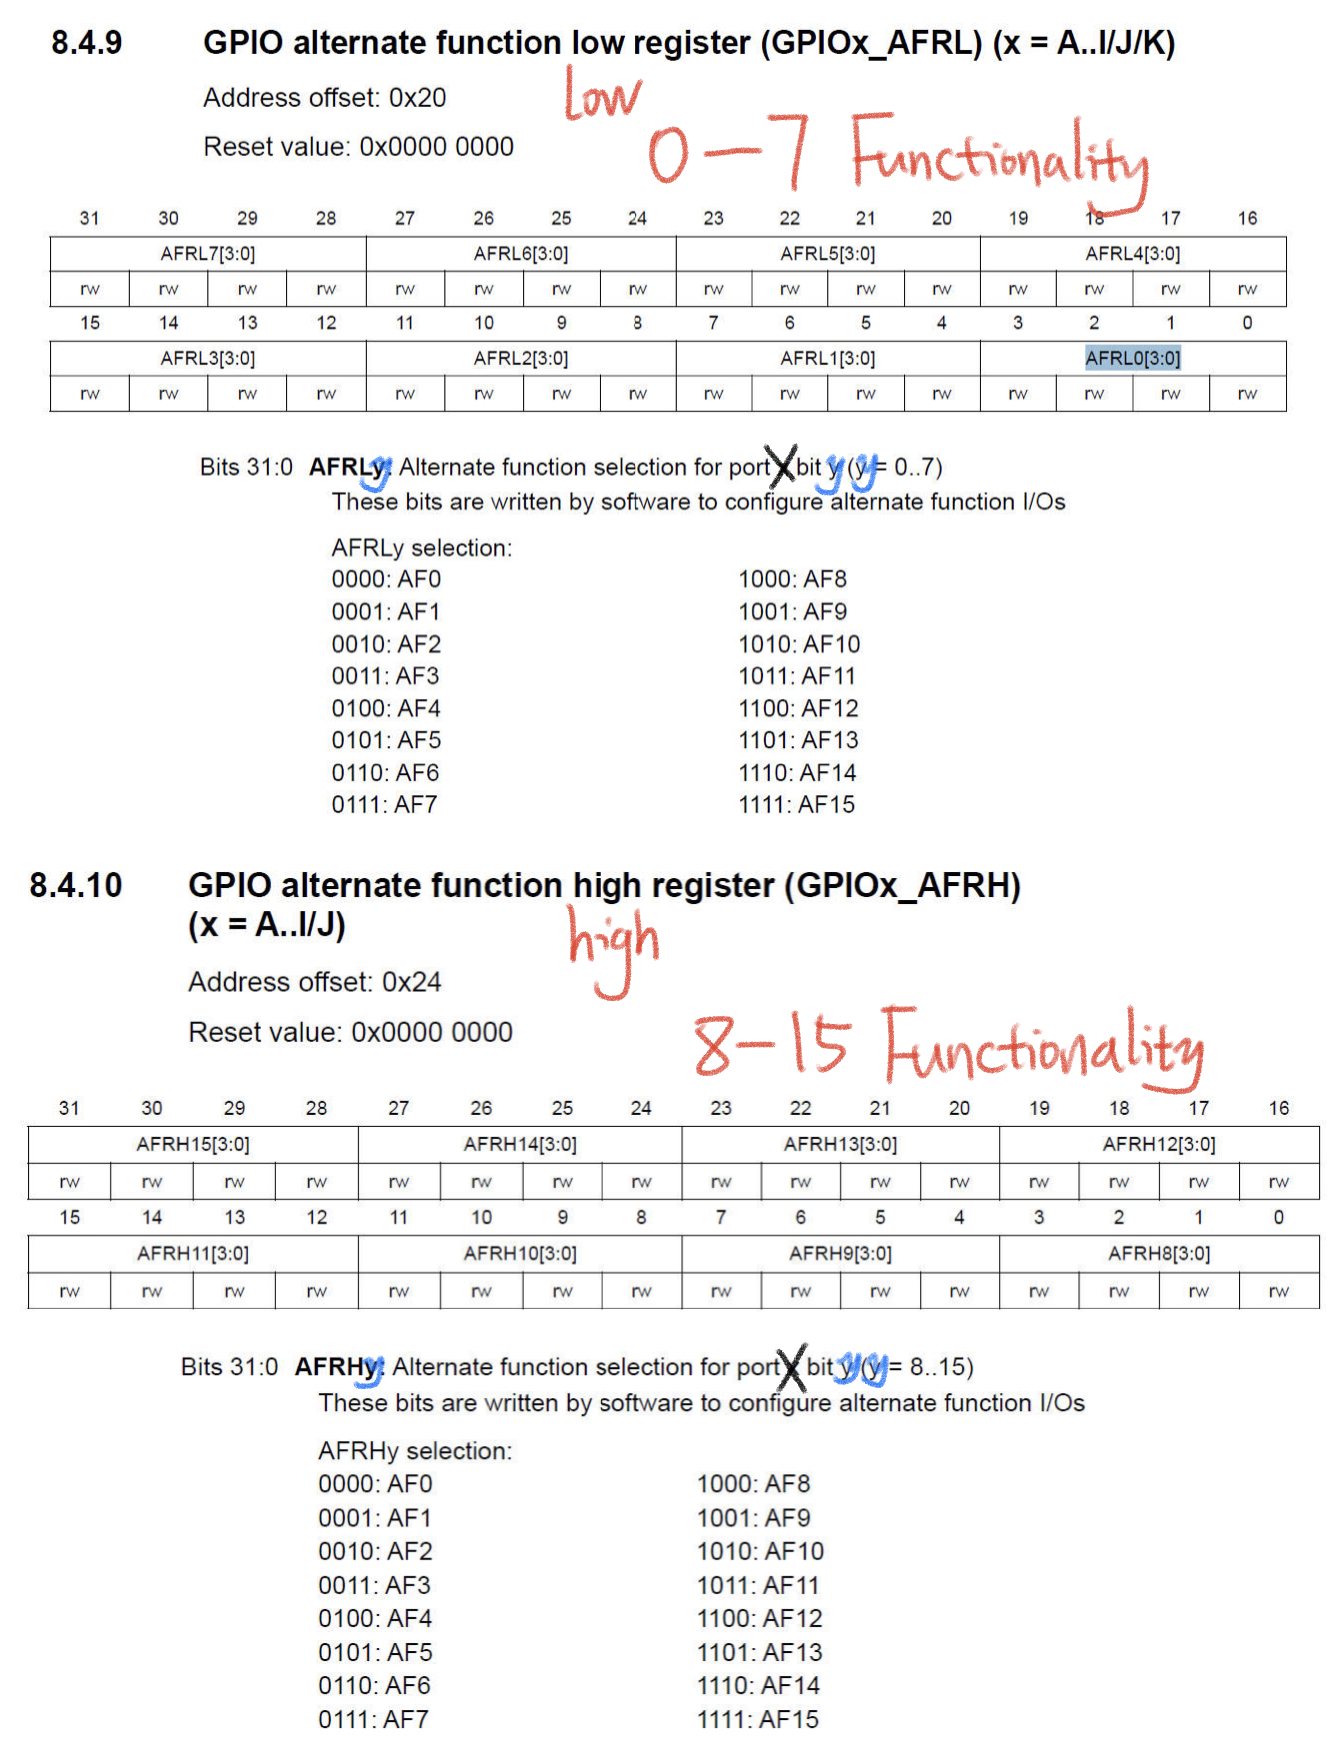 8.4.9 GPIO alternate function low register (GPIOx_AFRL) (x = A..I/J/K)
low
Address offset: 0x20
0-7 Functionality
Reset value: 0x0000 0000
31 30 29 28 27 26 25 24 23 22 21 20 19 18 17 16
AFRL7[3:0] AFRL6[3:0] AFRL5[3:0] AFRL4[3:0]
rw rw rw rw rw rw rw rw rw rw rw rw rw rw rw rw
15 14 13 12 11 10 9 8 7 6 5 4 3 2 1 0
AFRL3[3:0] AFRL2[3:0] AFRL1[3:0] AFRL0[3:0]
rw rw rw rw rw rw rw rw rw rw rw rw rw rw rw rw
Bits 31:0 AFRLy: Alternate function selection for port X bit y (y = 0..7)
These bits are written by software to configure alternate function I/Os
AFRLy selection:
0000: AF0 1000: AF8
0001: AF1 1001: AF9
0010: AF2 1010: AF10
0011: AF3 1011: AF11
0100: AF4 1100: AF12
0101: AF5 1101: AF13
0110: AF6 1110: AF14
0111: AF7 1111: AF15
8.4.10 GPIO alternate function high register (GPIOx_AFRH)
(x = A..I/J)
high
Address offset: 0x24
Reset value: 0x0000 0000
8-15 Functionality
31 30 29 28 27 26 25 24 23 22 21 20 19 18 17 16
AFRH15[3:0] AFRH14[3:0] AFRH13[3:0] AFRH12[3:0]
rw rw rw rw rw rw rw rw rw rw rw rw rw rw rw rw
15 14 13 12 11 10 9 8 7 6 5 4 3 2 1 0
AFRH11[3:0] AFRH10[3:0] AFRH9[3:0] AFRH8[3:0]
rw rw rw rw rw rw rw rw rw rw rw rw rw rw rw rw
Bits 31:0 AFRHy: Alternate function selection for port X bit y (y = 8..15)
These bits are written by software to configure alternate function I/Os
AFRHy selection:
0000: AF0 1000: AF8
0001: AF1 1001: AF9
0010: AF2 1010: AF10
0011: AF3 1011: AF11
0100: AF4 1100: AF12
0101: AF5 1101: AF13
0110: AF6 1110: AF14
0111: AF7 1111: AF15